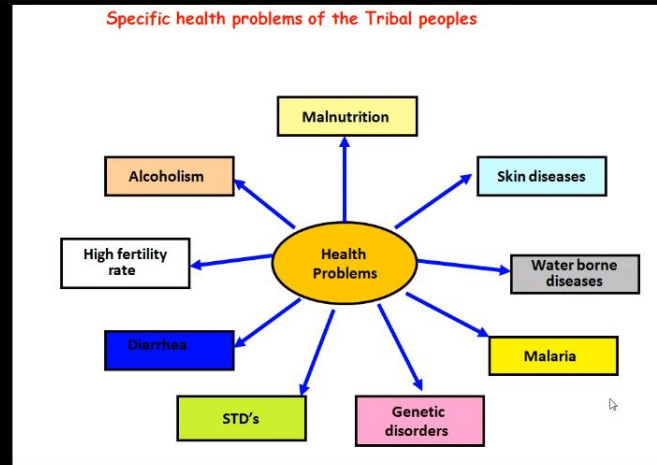 Specific health problems of the Tribal peoples
Malnutrition
Alcoholism
Skin diseases
High fertility
rate
Health
Problems
Water borne
diseases
Diarrhea
Malaria
STD's
Genetic
disorders